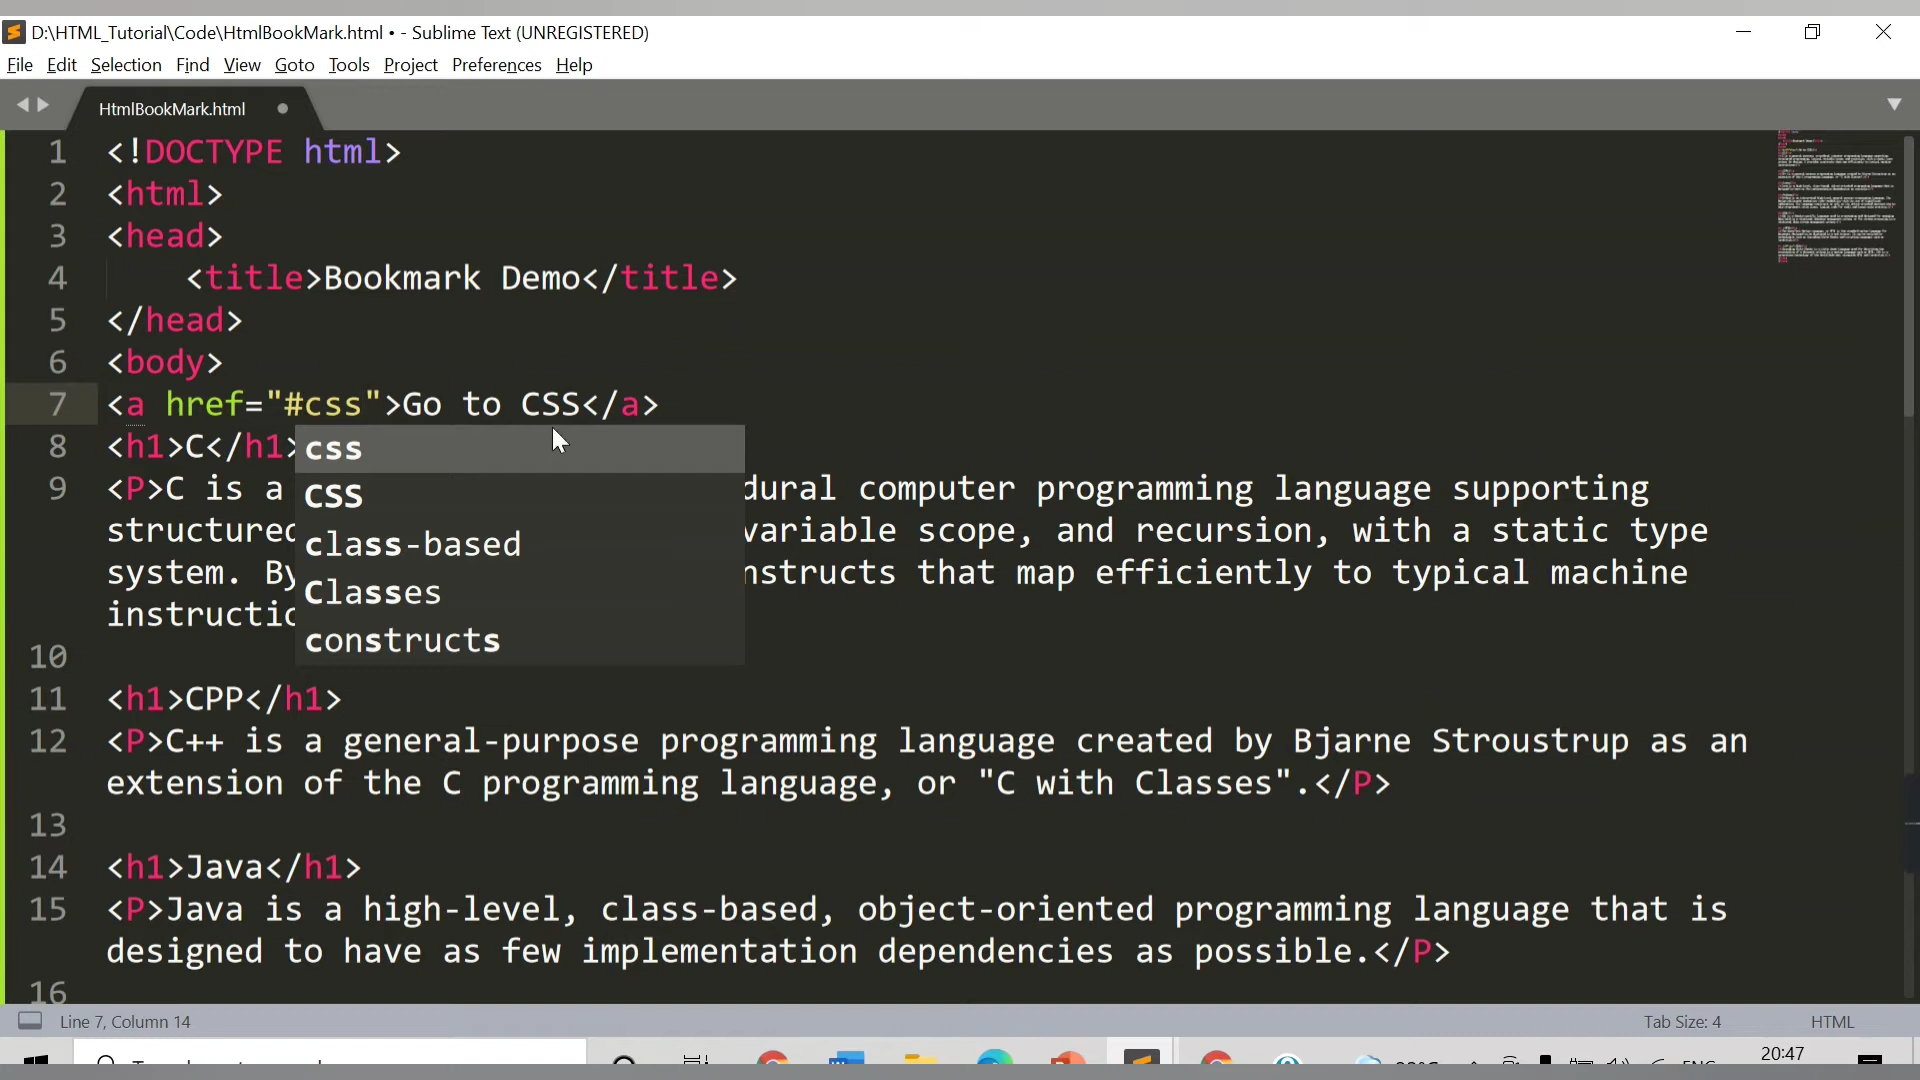 D:\HTML_Tutorial\Code\HtmlBookMark.html • - Sublime Text (UNREGISTERED)
File Edit Selection Find View Goto Tools Project Preferences Help
HtmlBookMark.html
1 <!DOCTYPE html>
2 <html>
3 <head>
4 <title>Bookmark Demo</title>
5 </head>
6 <body>
7 <a href="#css">Go to CSS</a>
8 <h1>C</h1>
css
CSS
class-based
Classes
constructs
9 <P>C is a dural computer programming language supporting
structured variable scope, and recursion, with a static type
system. By nstructs that map efficiently to typical machine
instructio
10
11 <h1>CPP</h1>
12 <P>C++ is a general-purpose programming language created by Bjarne Stroustrup as an
extension of the C programming language, or "C with Classes".</P>
13
14 <h1>Java</h1>
15 <P>Java is a high-level, class-based, object-oriented programming language that is
designed to have as few implementation dependencies as possible.</P>
16
Line 7, Column 14 Tab Size: 4 HTML
20:47